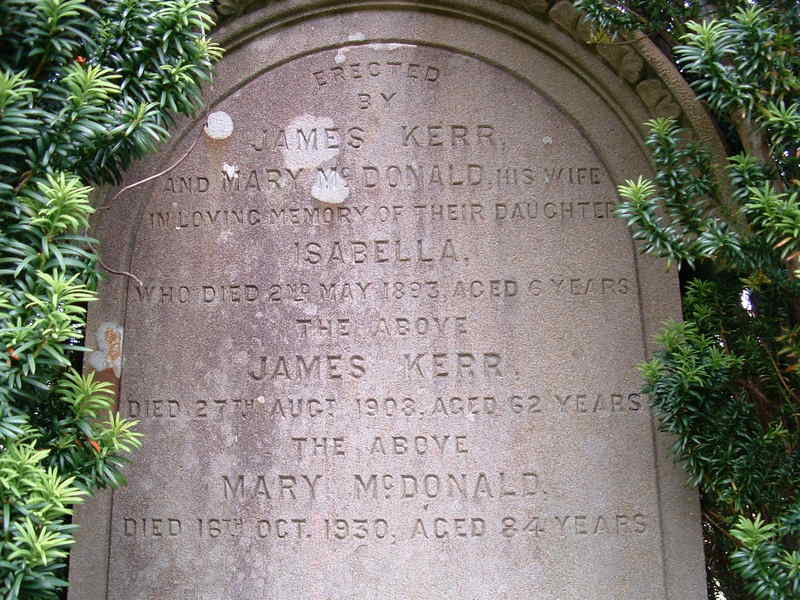 ERECTED
BY
JAMES KERR,
AND MARY McDONALD, HIS WIFE
IN LOVING MEMORY OF THEIR DAUGHTER
ISABELLA,
WHO DIED 2ND MAY 1893, AGED 6 YEARS
THE ABOVE
JAMES KERR,
DIED 27TH AUGT 1908, AGED 62 YEARS
THE ABOVE
MARY McDONALD,
DIED 16TH OCT. 1930, AGED 84 YEARS